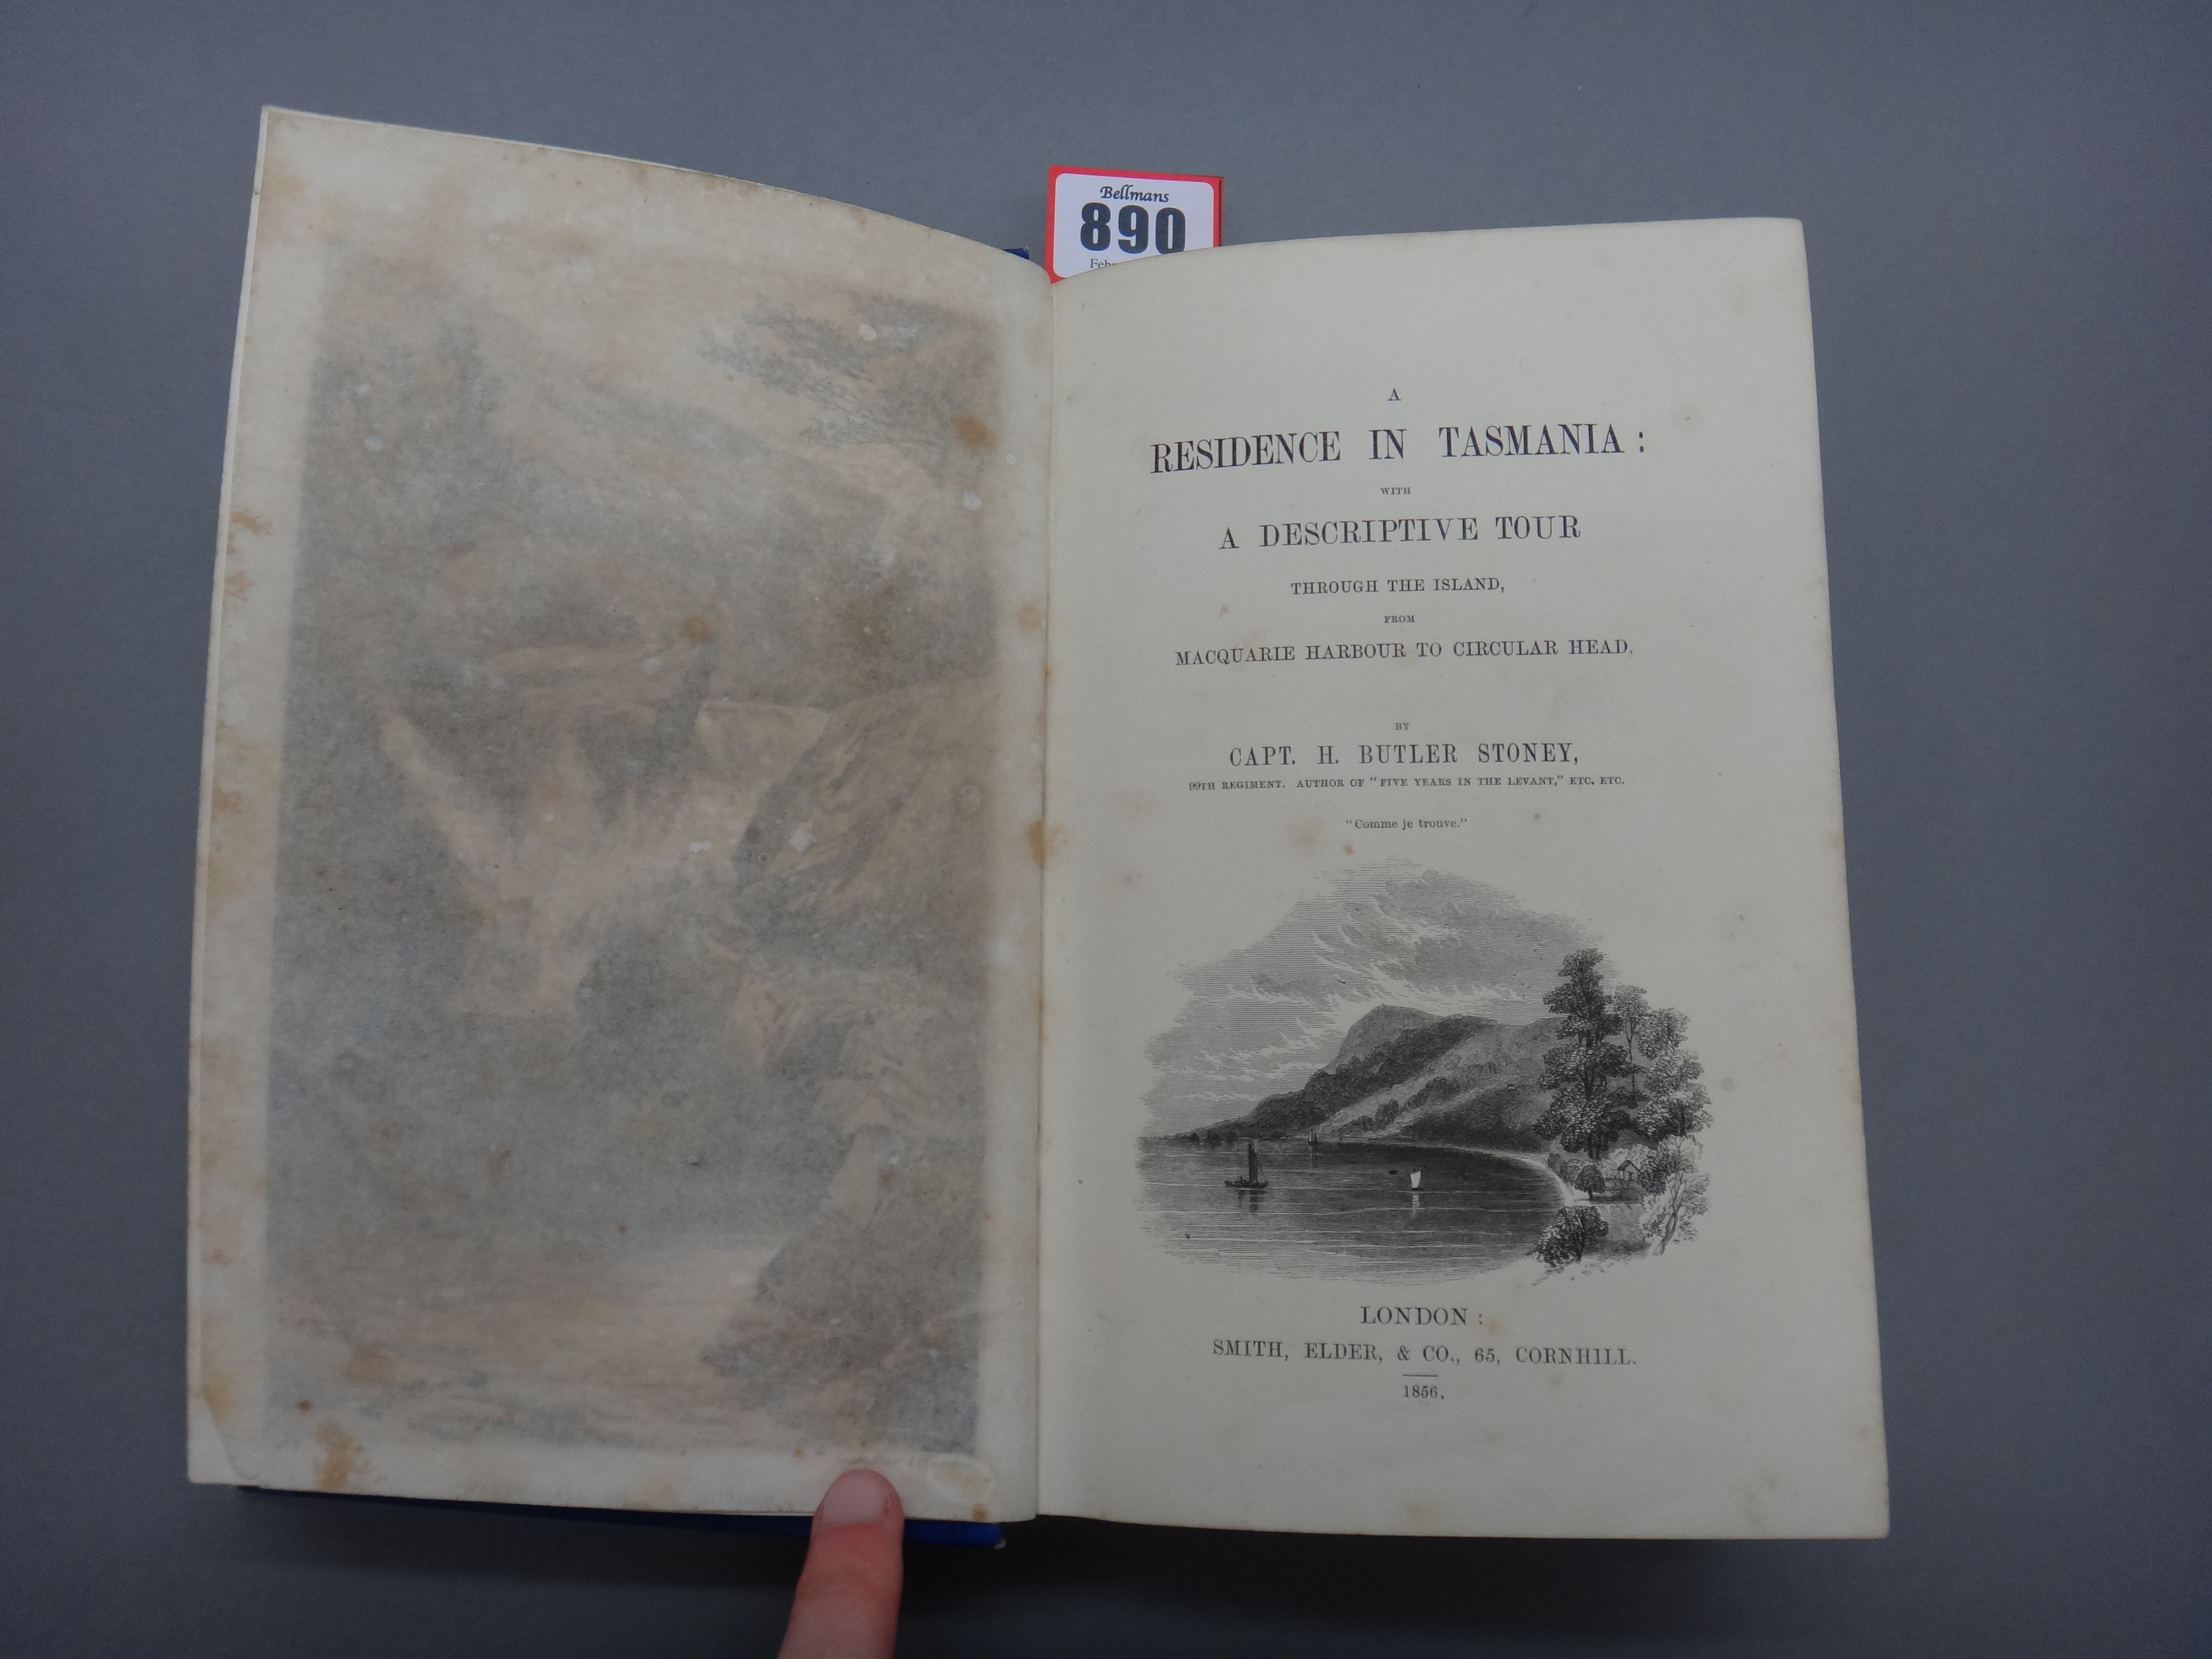 Bellmans
890
A
RESIDENCE IN TASMANIA :
WITH
A DESCRIPTIVE TOUR
THROUGH THE ISLAND,
FROM
MACQUARIE HARBOUR TO CIRCULAR HEAD.
BY
CAPT. H. BUTLER STONEY,
99TH REGIMENT. AUTHOR OF "FIVE YEARS IN THE LEVANT," ETC. ETC.
"Comme je trouve."
LONDON :
SMITH, ELDER, & CO., 65, CORNHILL.
1856.